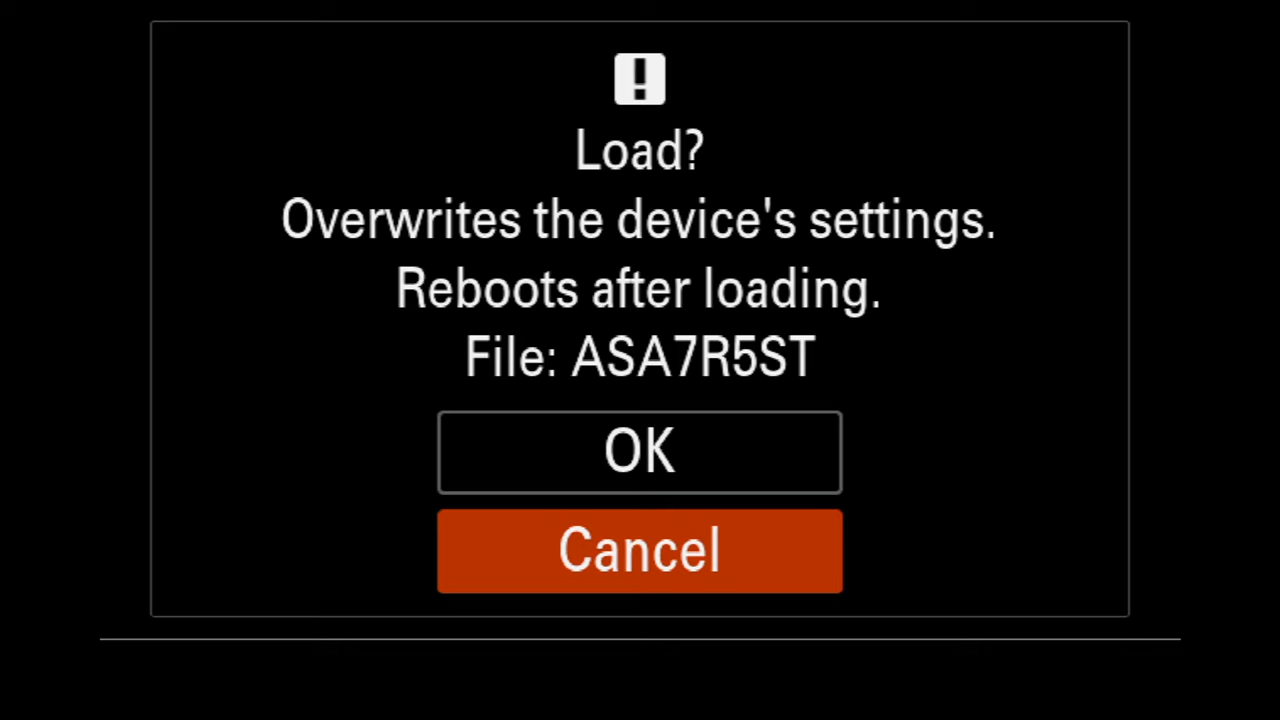 !
Load?
Overwrites the device's settings.
Reboots after loading.
File: ASA7R5ST
OK
Cancel